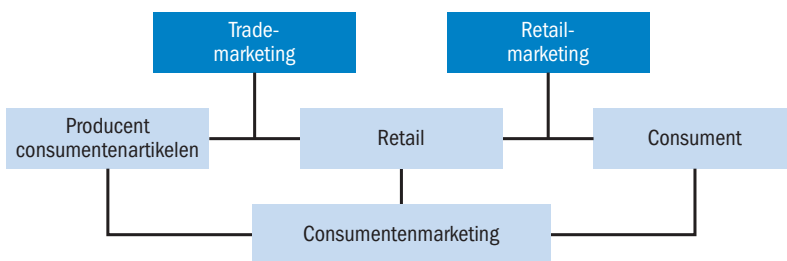 Trade-
marketing
Retail-
marketing
Producent
consumentenartikelen
Retail
Consument
Consumentenmarketing